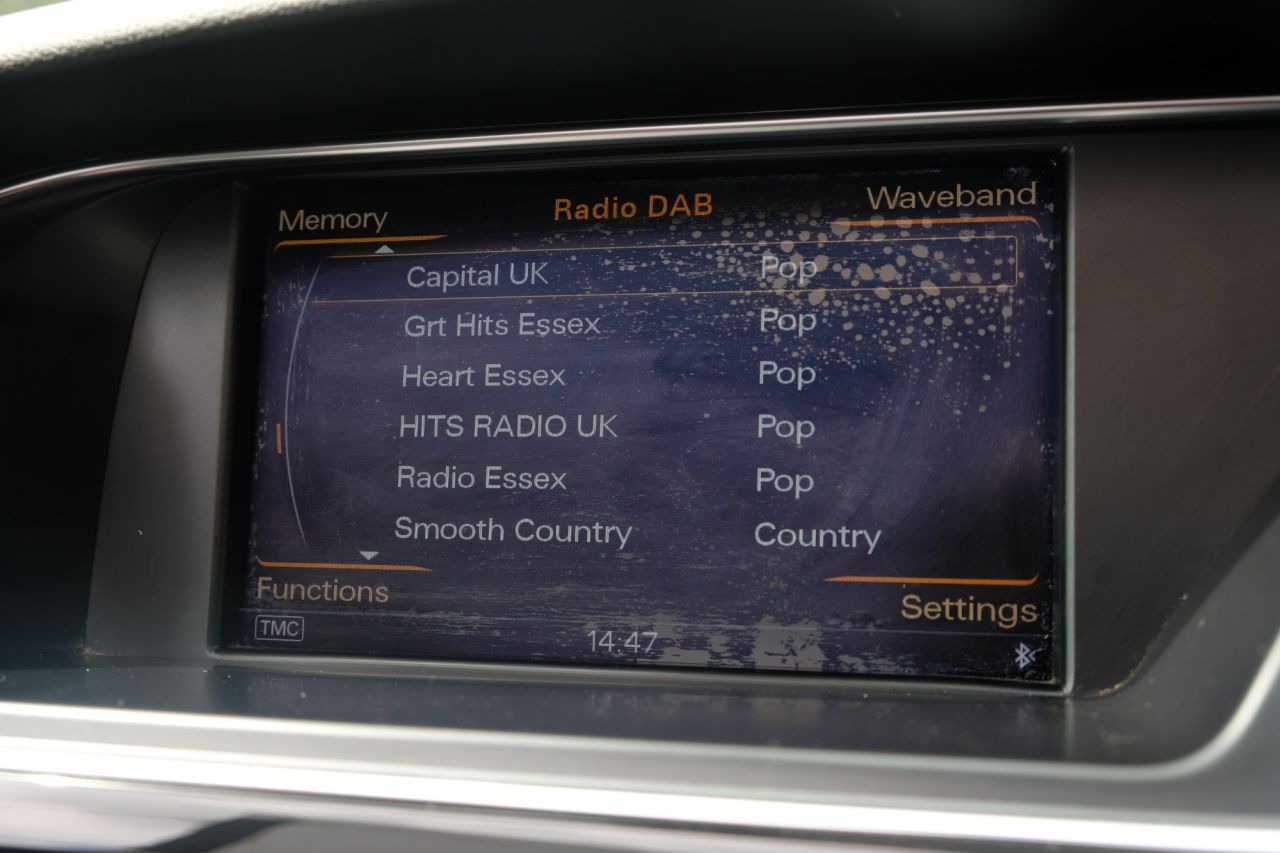 Memory Radio DAB Waveband
Capital UK Pop
Grt Hits Essex Pop
Heart Essex Pop
HITS RADIO UK Pop
Radio Essex Pop
Smooth Country Country
Functions Settings
TMC 14:47